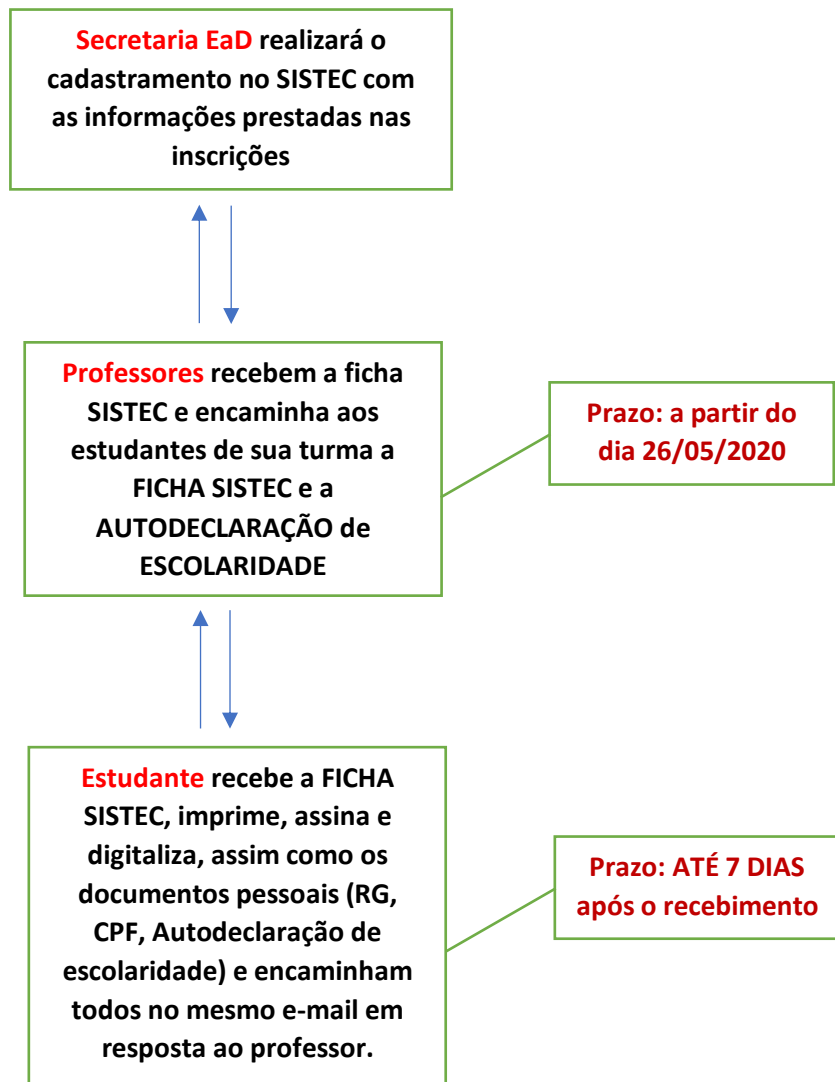 Secretaria EaD realizará o
cadastramento no SISTEC com
as informações prestadas nas
inscrições
Professores recebem a ficha
SISTEC e encaminha aos
estudantes de sua turma a
FICHA SISTEC e a
AUTODECLARAÇÃO de
ESCOLARIDADE
Prazo: a partir do
dia 26/05/2020
Estudante recebe a FICHA
SISTEC, imprime, assina e
digitaliza, assim como os
documentos pessoais (RG,
CPF, Autodeclaração de
escolaridade) e encaminham
todos no mesmo e-mail em
resposta ao professor.
Prazo: ATÉ 7 DIAS
após o recebimento